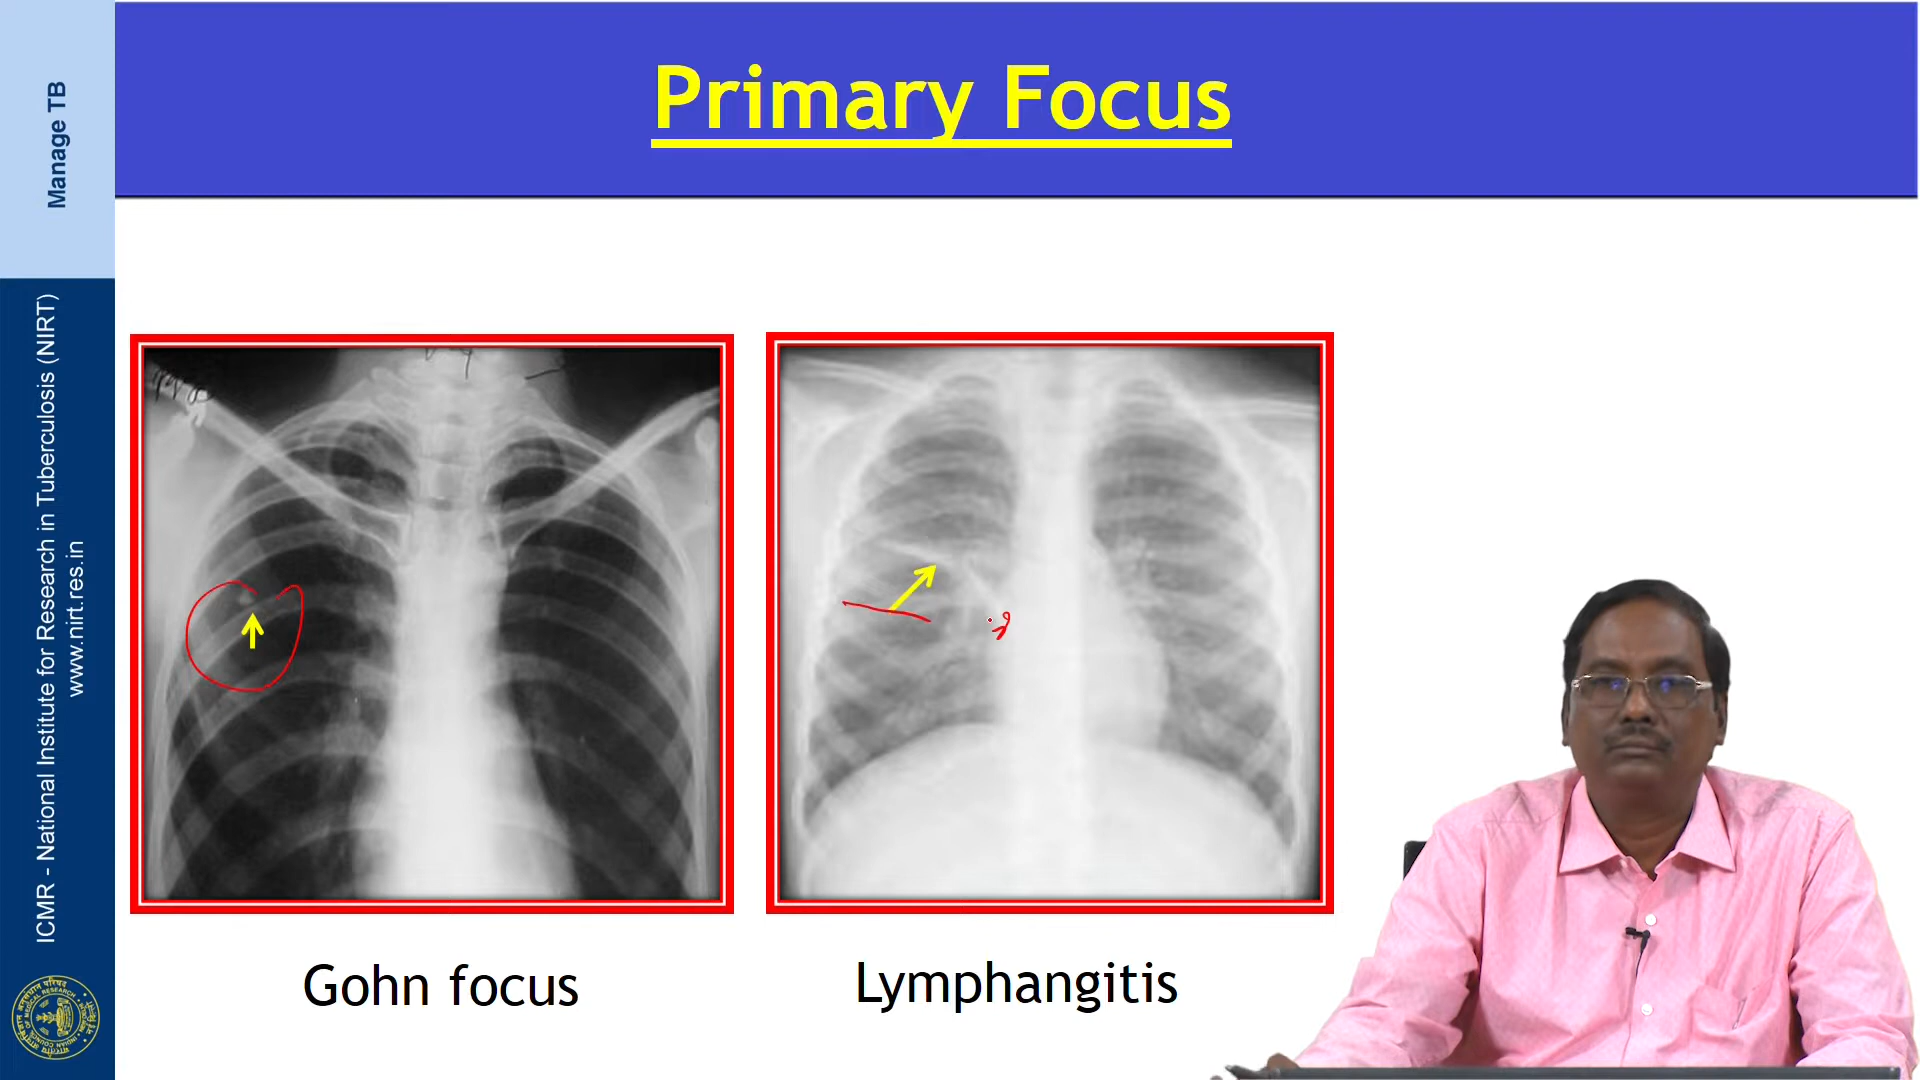 Manage TB
ICMR - National Institute for Research in Tuberculosis (NIRT)
www.nirt.res.in
Primary Focus
Gohn focus
Lymphangitis